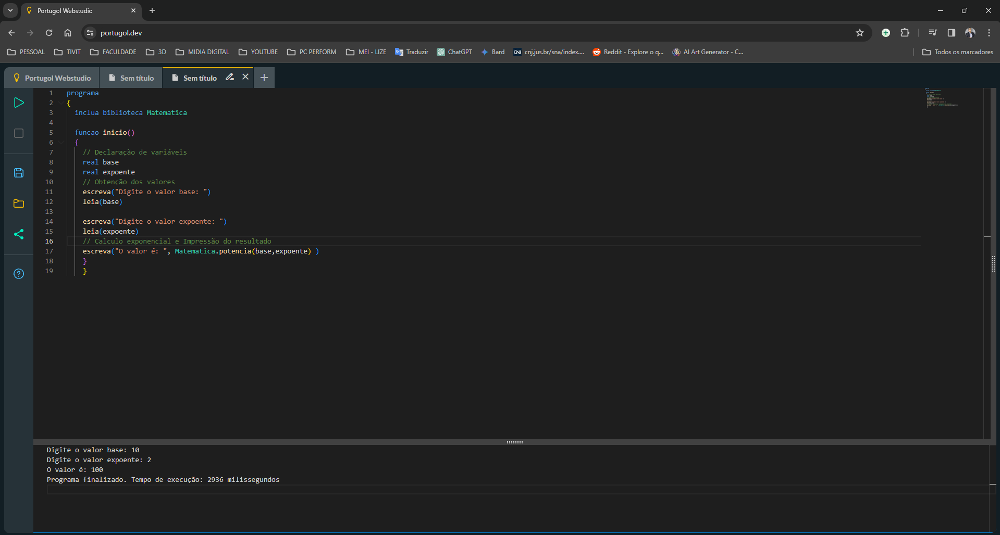 Portugol Webstudio
portugol.dev
PESSOAL TIVIT FACULDADE 3D MIDIA DIGITAL YOUTUBE PC PERFORM MEI - LIZE Traduzir ChatGPT Bard CNJ cnj.jus.br/sna/index.... Reddit - Explore o q... AI Art Generator - C... Todos os marcadores
Portugol Webstudio Sem título Sem título
1 programa
2 {
3 inclua biblioteca Matematica
4
5 funcao inicio()
6 {
7 // Declaração de variáveis
8 real base
9 real expoente
10 // Obtenção dos valores
11 escreva("Digite o valor base: ")
12 leia(base)
13
14 escreva("Digite o valor expoente: ")
15 leia(expoente)
16 // Calculo exponencial e Impressão do resultado
17 escreva("O valor é: ", Matematica.potencia(base,expoente) )
18 }
19 }
Digite o valor base: 10
Digite o valor expoente: 2
O valor é: 100
Programa finalizado. Tempo de execução: 2936 milissegundos